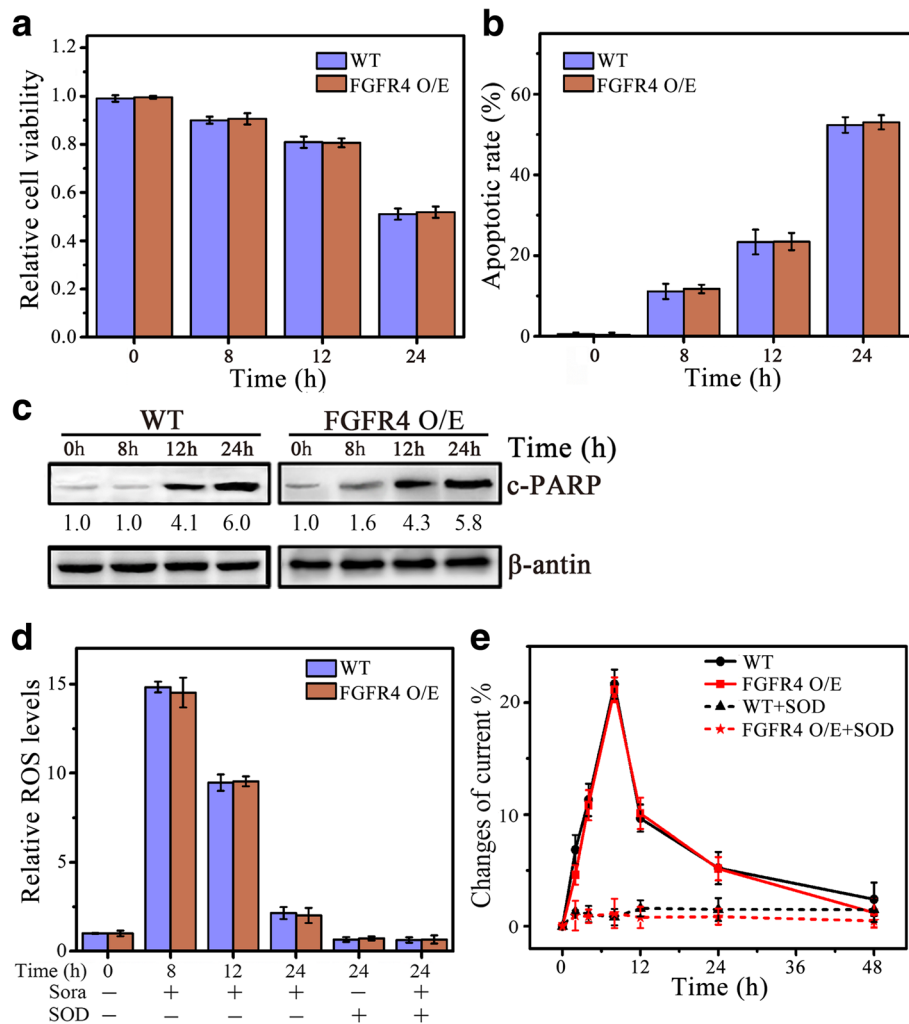 a
Relative cell viability
1.2
1.0
0.8
0.6
0.4
0.2
0.0
WT
FGFR4 O/E
0 8 12 24
Time (h)
b
Apoptotic rate (%)
60
40
20
0
WT
FGFR4 O/E
0 8 12 24
Time (h)
c
WT FGFR4 O/E
0h 8h 12h 24h 0h 8h 12h 24h Time (h)
c-PARP
1.0 1.0 4.1 6.0 1.0 1.6 4.3 5.8
β-antin
d
Relative ROS levels
15
10
5
0
WT
FGFR4 O/E
Time (h) 0 8 12 24 24 24
Sora – + + + – +
SOD – – – – + +
e
Changes of current %
20
10
0
WT
FGFR4 O/E
WT+SOD
FGFR4 O/E+SOD
0 12 24 36 48
Time (h)